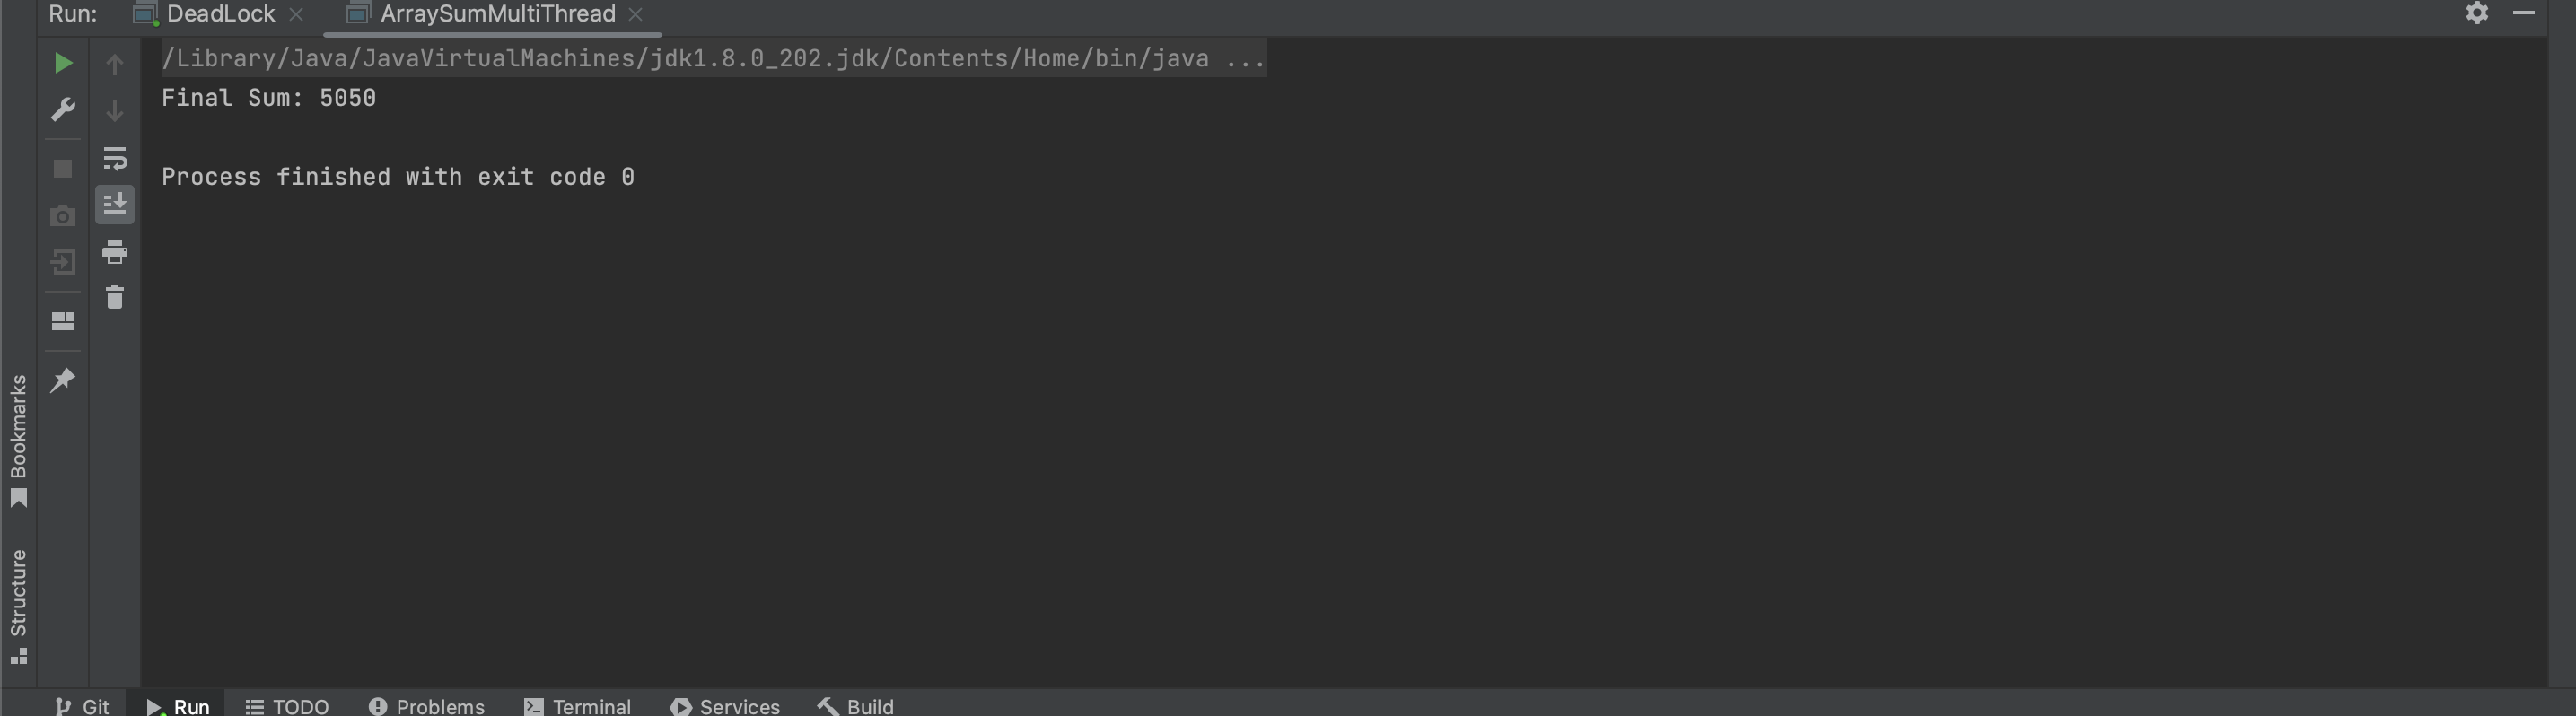 Run: DeadLock ArraySumMultiThread
/Library/Java/JavaVirtualMachines/jdk1.8.0_202.jdk/Contents/Home/bin/java ...
Final Sum: 5050
Process finished with exit code 0
Bookmarks
Structure
Git Run TODO Problems Terminal Services Build